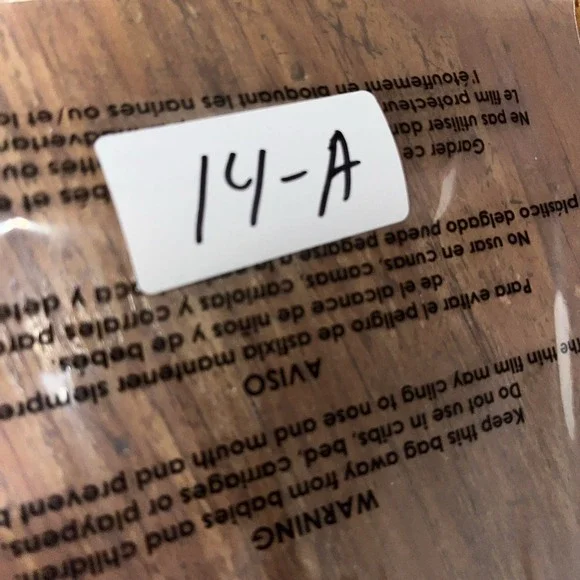 14-A
WARNING
Keep this bag away from babies and children.
Do not use in cribs, bed, carriages or playpens.
The thin film may cling to nose and mouth and prevent
AVISO
Para evitar el peligro de asfixia mantener siempre
de el alcance de niños y de bebés.
No usar en cunas, camas, carriolas y corrales
plástico delgado puede pegarse a
Garder ce
Ne pas utiliser
Le film protecteur
l'étouffement en bloquant les narines ou/et